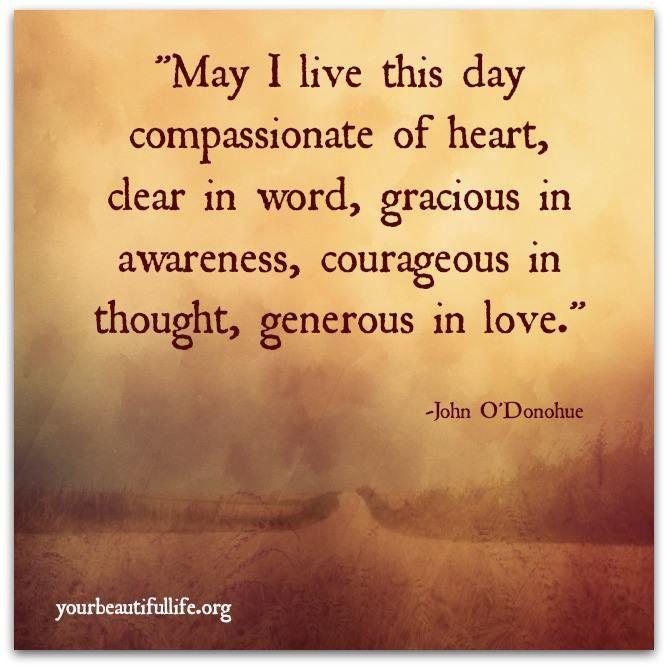 "May I live this day
compassionate of heart,
clear in word, gracious in
awareness, courageous in
thought, generous in love."
-John O'Donohue
yourbeautifullife.org